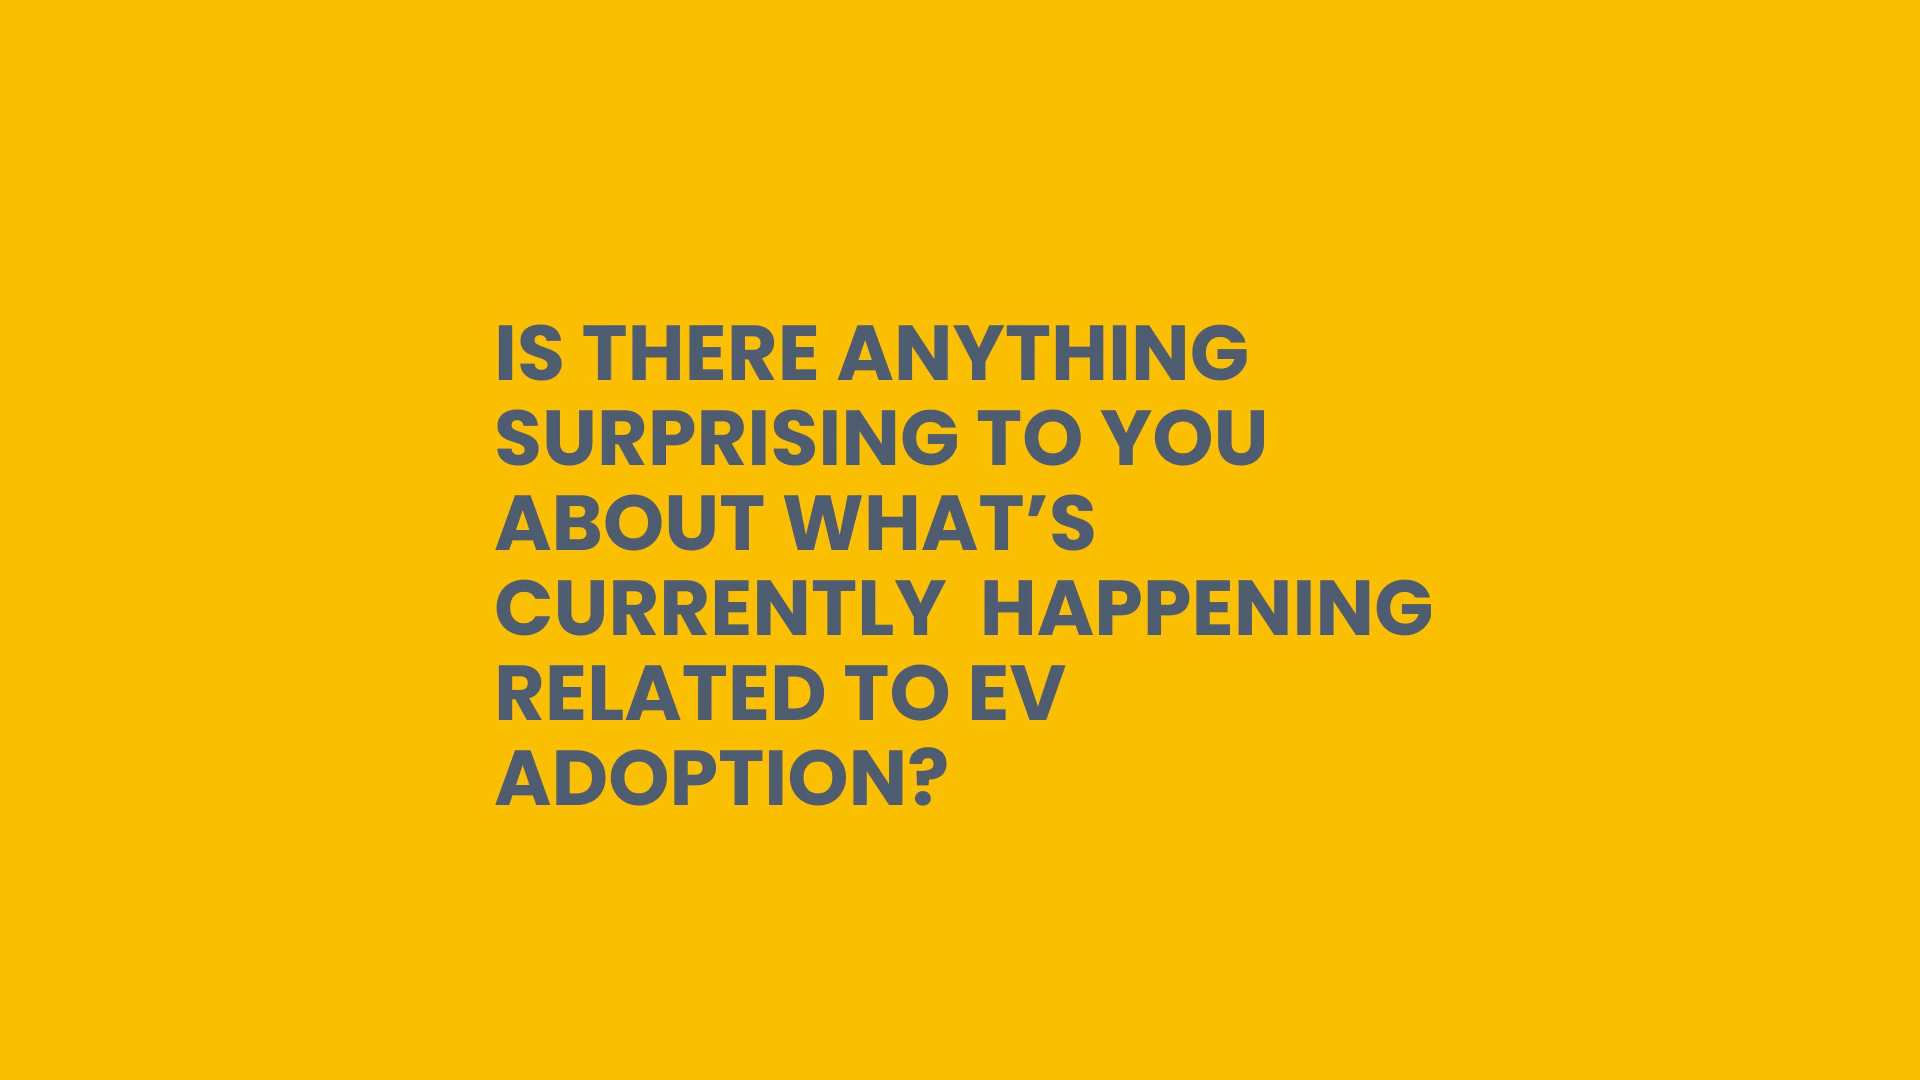 IS THERE ANYTHING
SURPRISING TO YOU
ABOUT WHAT’S
CURRENTLY  HAPPENING
RELATED TO EV
ADOPTION?